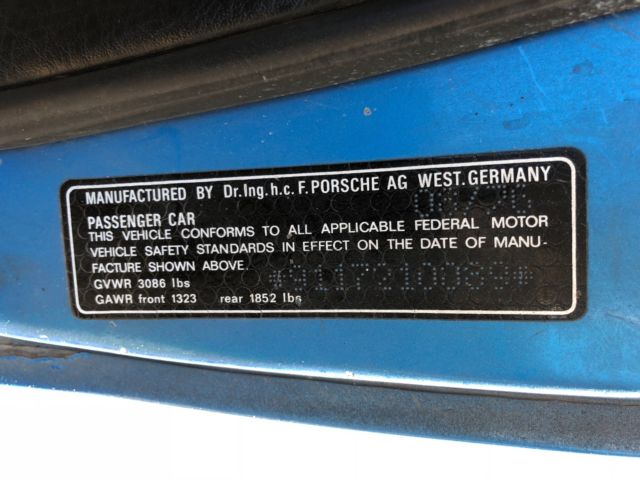 MANUFACTURED BY Dr.Ing.h.c.F.PORSCHE AG WEST.GERMANY
PASSENGER CAR
THIS VEHICLE CONFORMS TO ALL APPLICABLE FEDERAL MOTOR
VEHICLE SAFETY STANDARDS IN EFFECT ON THE DATE OF MANU-
FACTURE SHOWN ABOVE.
GVWR 3086 lbs *9117210089*
GAWR front 1323 rear 1852 lbs